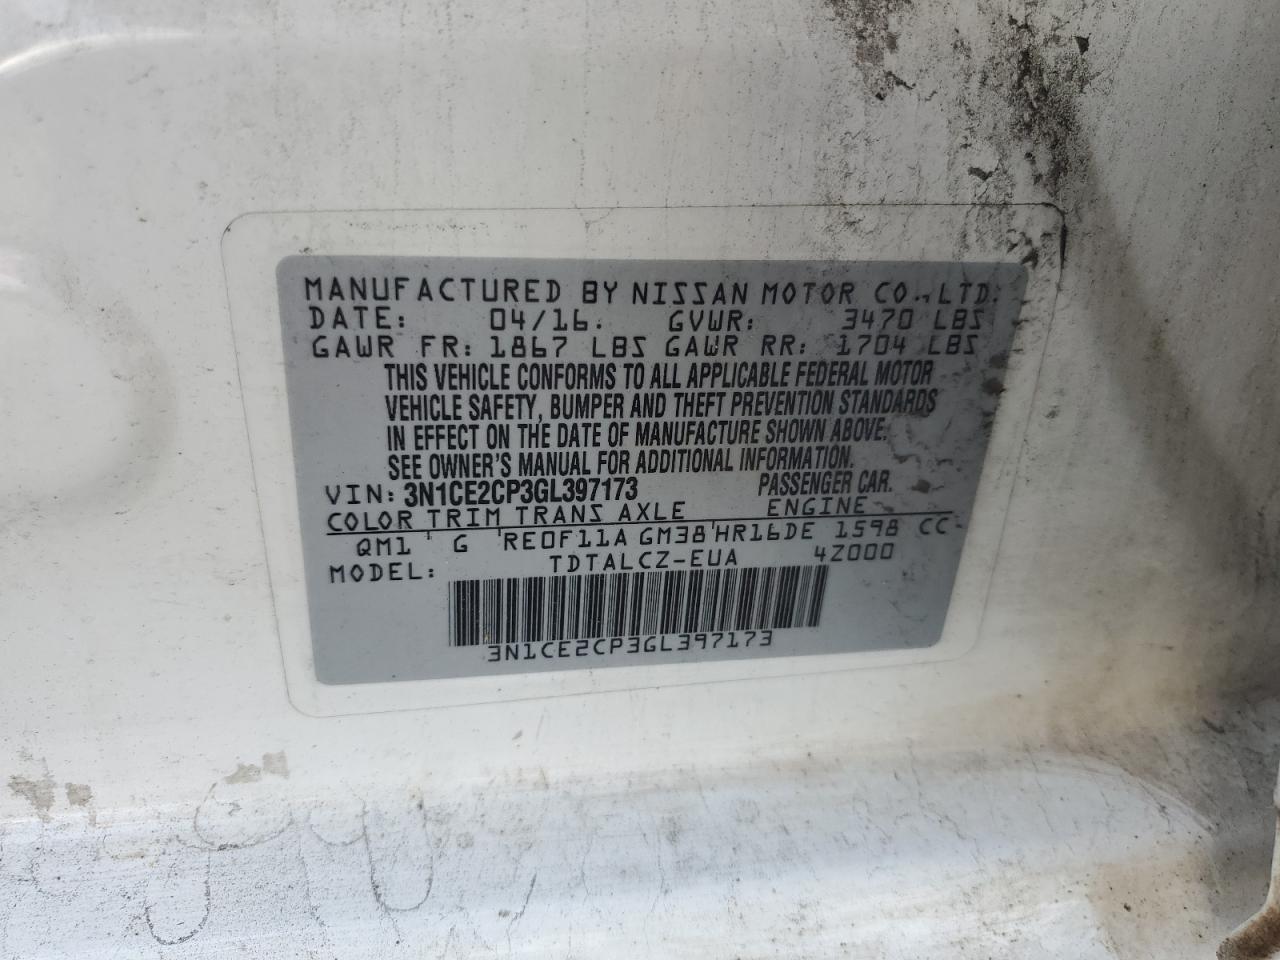 MANUFACTURED BY NISSAN MOTOR CO., LTD.
DATE: 04/16. GVWR: 3470 LBS
GAWR FR: 1867 LBS GAWR RR: 1704 LBS
THIS VEHICLE CONFORMS TO ALL APPLICABLE FEDERAL MOTOR
VEHICLE SAFETY, BUMPER AND THEFT PREVENTION STANDARDS
IN EFFECT ON THE DATE OF MANUFACTURE SHOWN ABOVE.
SEE OWNER'S MANUAL FOR ADDITIONAL INFORMATION.
VIN: 3N1CE2CP3GL397173 PASSENGER CAR.
COLOR TRIM TRANS AXLE ENGINE
QM1 G RE0F11A GM38 HR16DE 1598 CC
MODEL: TDTALCZ-EUA 4Z000
3N1CE2CP3GL397173